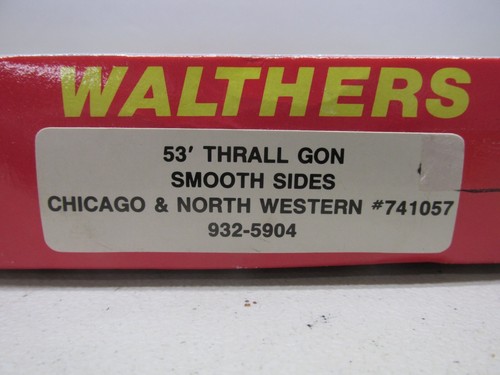 WALTHERS
53' THRALL GON
SMOOTH SIDES
CHICAGO & NORTH WESTERN #741057
932-5904